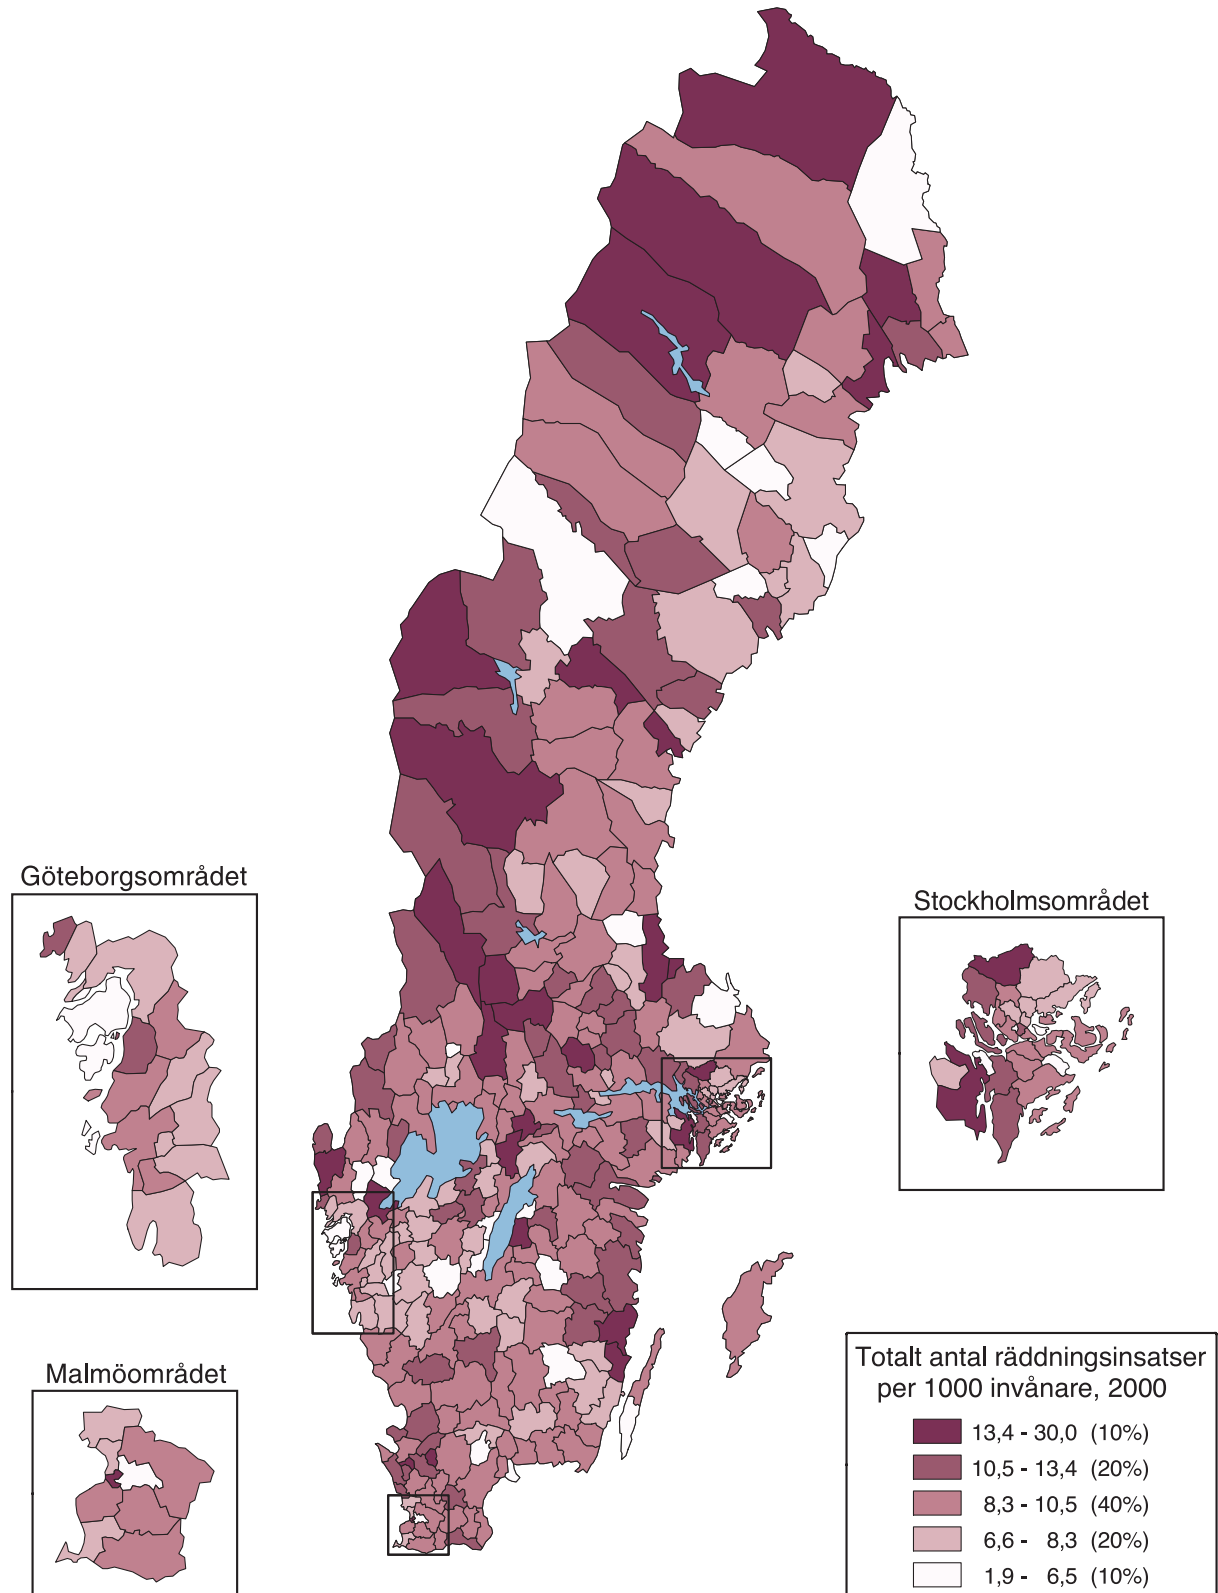 Göteborgsområdet
Stockholmsområdet
Malmöområdet
Totalt antal räddningsinsatser
per 1000 invånare, 2000
13,4 - 30,0 (10%)
10,5 - 13,4 (20%)
8,3 - 10,5 (40%)
6,6 - 8,3 (20%)
1,9 - 6,5 (10%)